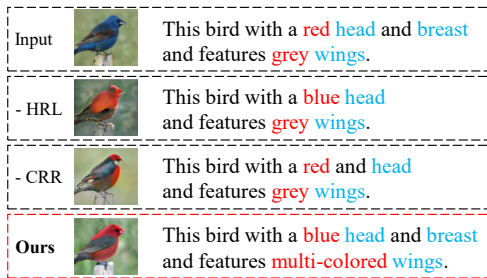 Input
This bird with a red head and breast
and features grey wings.
- HRL
This bird with a blue head
and features grey wings.
- CRR
This bird with a red and head
and features grey wings.
Ours
This bird with a blue head and breast
and features multi-colored wings.